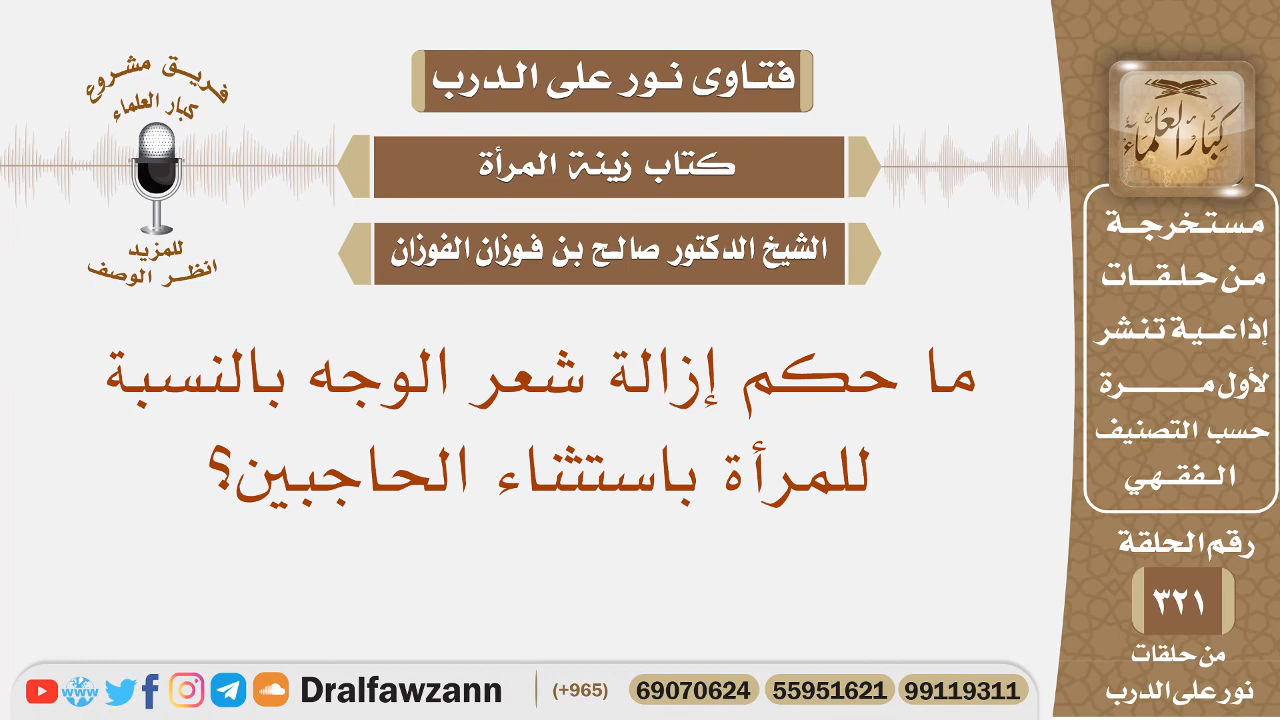 فتاوى نور على الدرب
كتاب زينة المرأة
الشيخ الدكتور صالح بن فوزان الفوزان
ما حكم إزالة شعر الوجه بالنسبة
للمرأة باستثناء الحاجبين؟
فريق مشروع
كبار العلماء
للمزيد
انظر الوصف
كبار العلماء
مستخرجة
من حلقات
إذاعية تنشر
لأول مرة
حسب التصنيف
الفقهي
رقم الحلقة
٣٢١
من حلقات
نور على الدرب
www
Dralfawzann (+965) 69070624 55951621 99119311